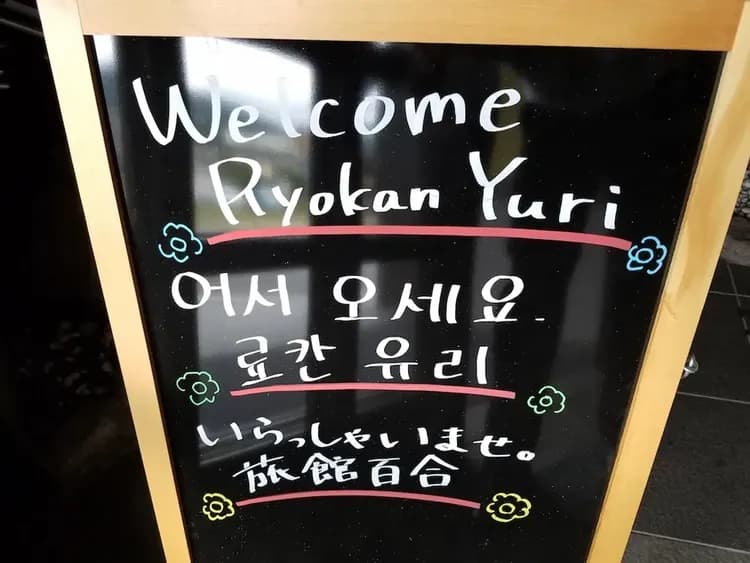 Welcome
Ryokan Yuri
어서 오세요.
료칸 유리
いらっしゃいませ。
旅館百合